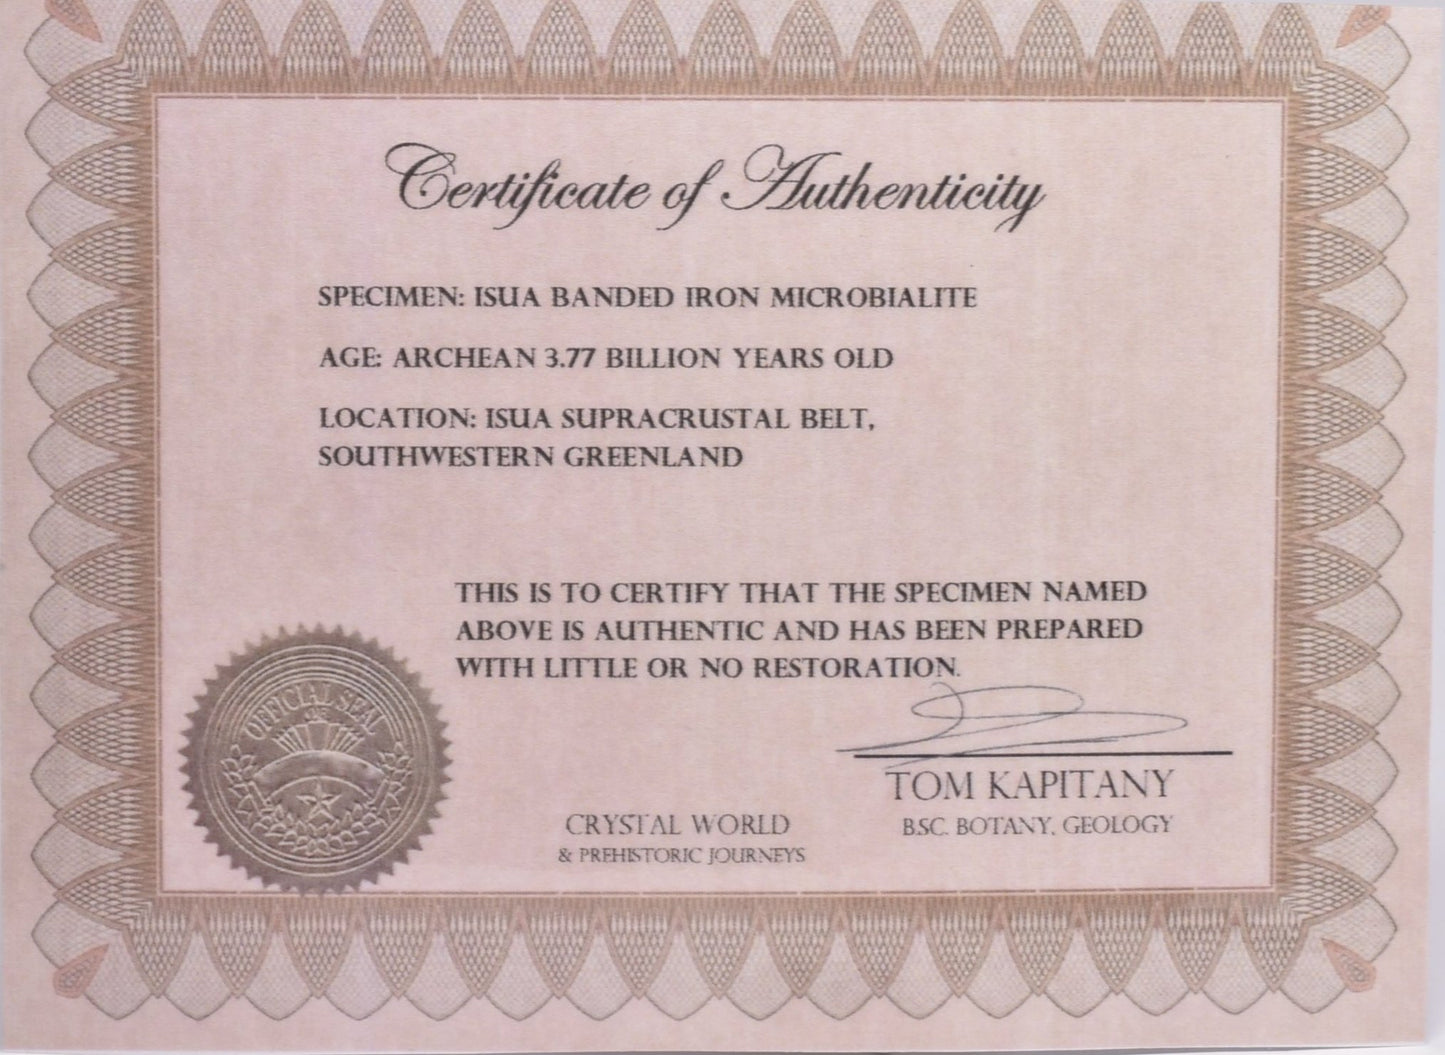 Certificate of Authenticity
SPECIMEN: ISUA BANDED IRON MICROBIALITE
AGE: ARCHEAN 3.77 BILLION YEARS OLD
LOCATION: ISUA SUPRACRUSTAL BELT,
SOUTHWESTERN GREENLAND
THIS IS TO CERTIFY THAT THE SPECIMEN NAMED
ABOVE IS AUTHENTIC AND HAS BEEN PREPARED
WITH LITTLE OR NO RESTORATION.
OFFICIAL SEAL
TOM KAPITANY
B.SC. BOTANY, GEOLOGY
CRYSTAL WORLD
& PREHISTORIC JOURNEYS